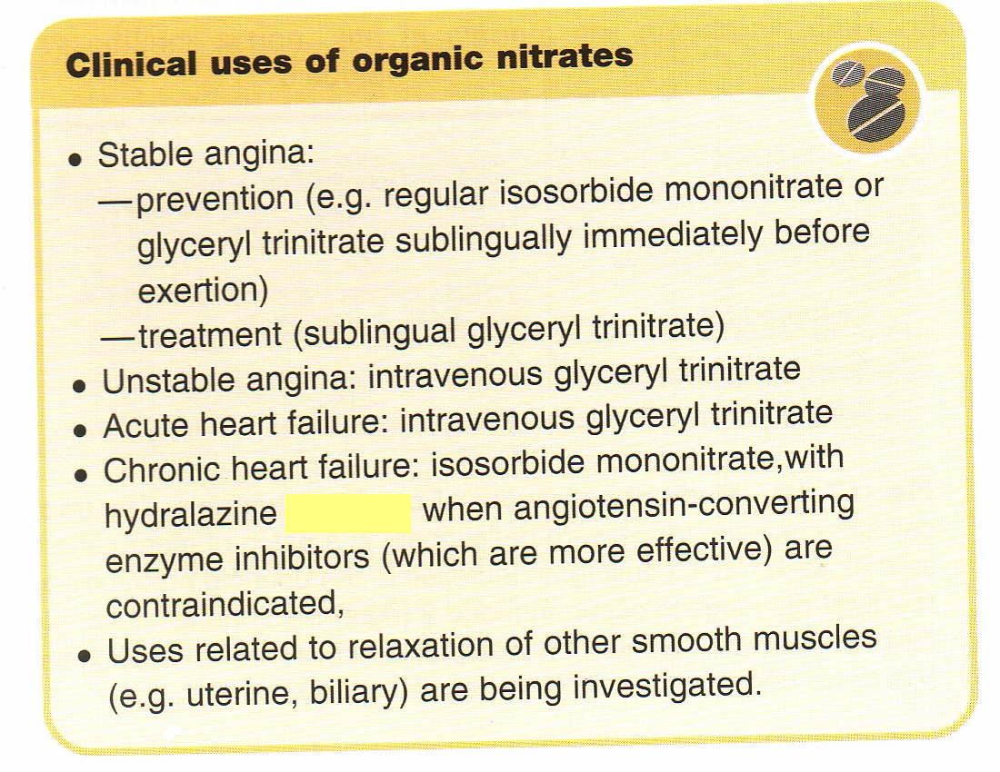 Clinical uses of organic nitrates
• Stable angina:
—prevention (e.g. regular isosorbide mononitrate or
glyceryl trinitrate sublingually immediately before
exertion)
—treatment (sublingual glyceryl trinitrate)
• Unstable angina: intravenous glyceryl trinitrate
• Acute heart failure: intravenous glyceryl trinitrate
• Chronic heart failure: isosorbide mononitrate,with
hydralazine when angiotensin-converting
enzyme inhibitors (which are more effective) are
contraindicated,
• Uses related to relaxation of other smooth muscles
(e.g. uterine, biliary) are being investigated.